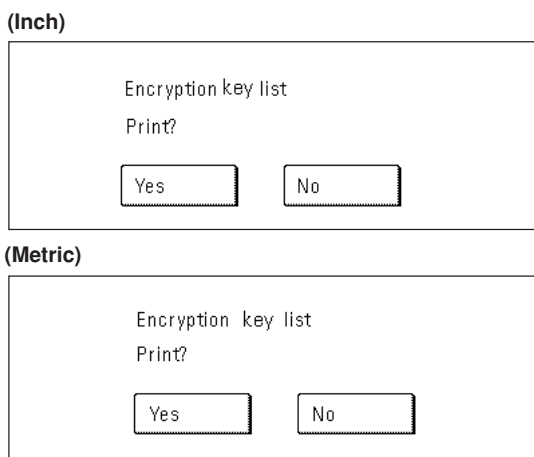 (Inch)
Encryption key list
Print?
Yes No
(Metric)
Encryption key list
Print?
Yes No